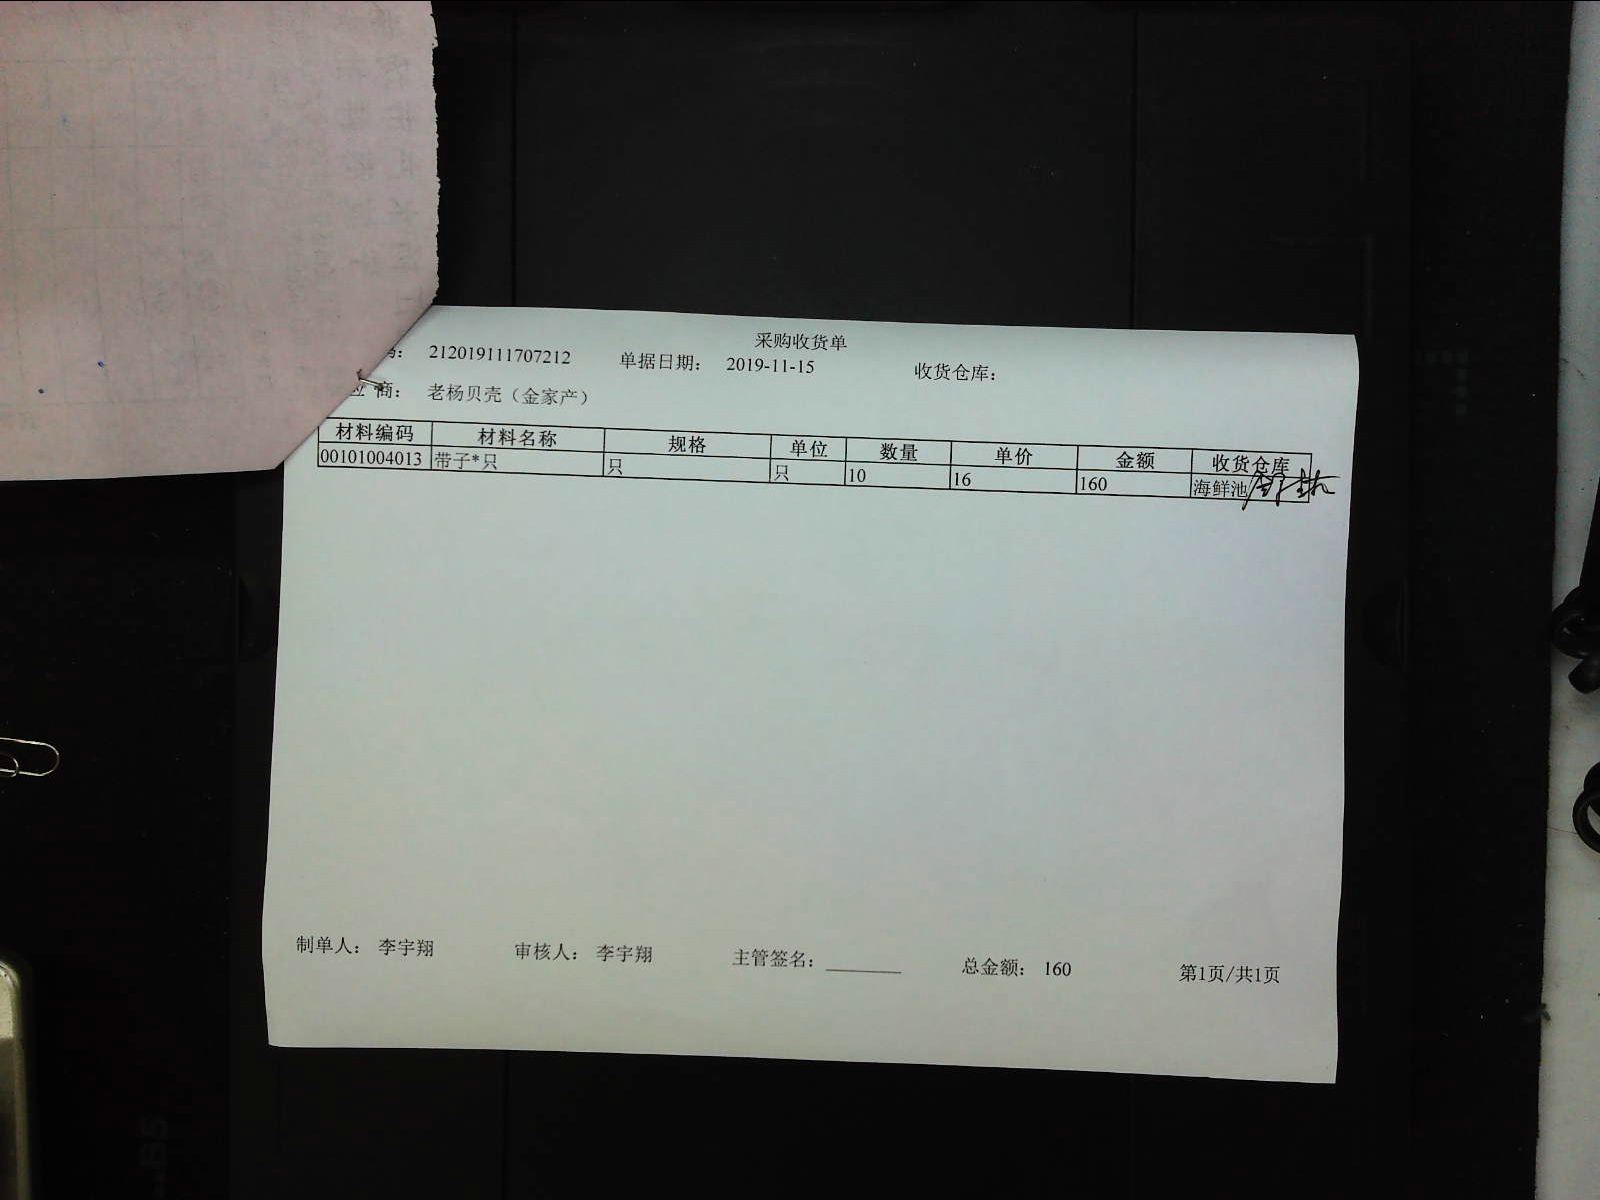 采购收货单
码： 212019111707212 单据日期： 2019-11-15 收货仓库：
应 商： 老杨贝壳（金家产）
材料编码 材料名称 规格 单位 数量 单价 金额 收货仓库
00101004013 带子*只 只 只 10 16 160 海鲜池
制单人： 李宇翔 审核人： 李宇翔 主管签名： 总金额： 160 第1页/共1页